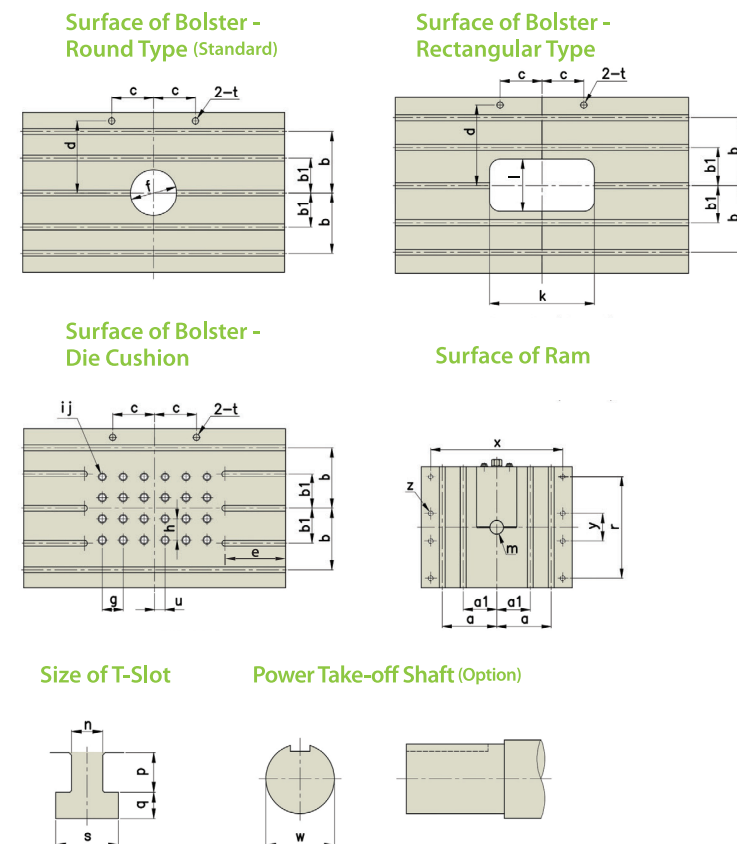 Surface of Bolster -
Round Type (Standard)
c c 2-t
d
f
b
b1
b1
b
Surface of Bolster -
Rectangular Type
c c 2-t
d
l
b
b1
b1
b
k
Surface of Bolster -
Die Cushion
i j c c 2-t
b
b1
h
b1
b
e
g u
Surface of Ram
x
z
y
r
m
a1 a1
a a
Size of T-Slot
n
p
q
s
Power Take-off Shaft (Option)
w